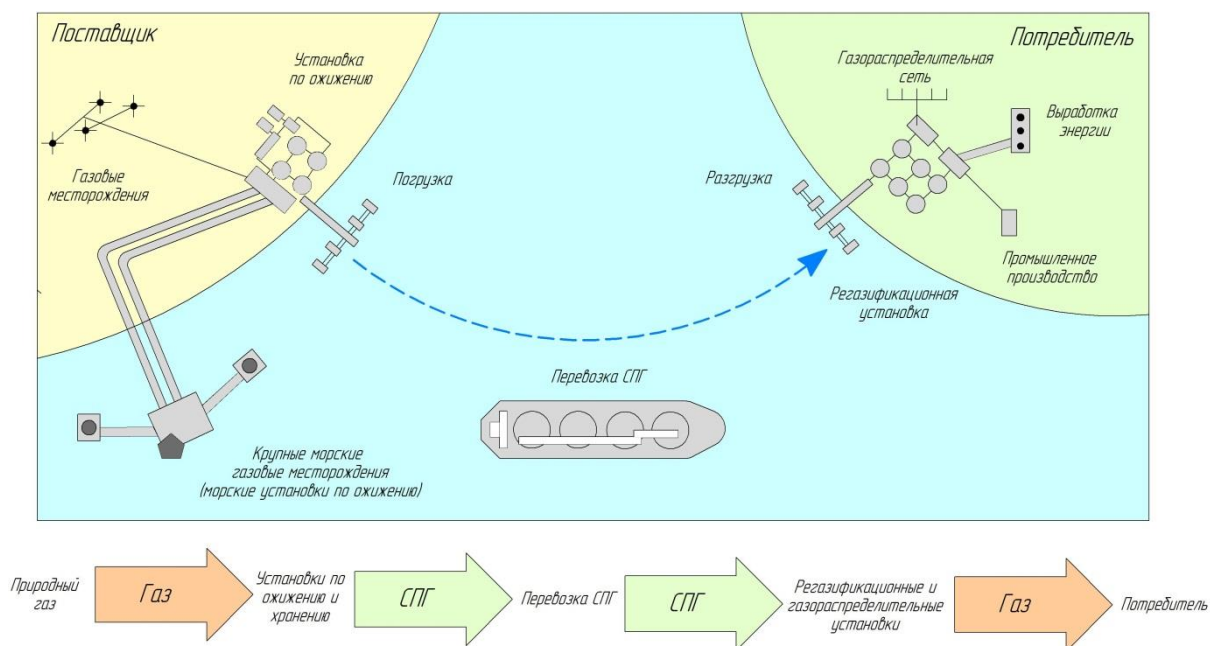 Поставщик
Потребитель
Установка
по ожижению
Газораспределительная
сеть
Выработка
энергии
Газовые
месторождения
Погрузка
Разгрузка
Промышленное
производство
Регазификационная
установка
Перевозка СПГ
Крупные морские
газовые месторождения
(морские установки по ожижению)
Природный
газ
Газ
Установки по
ожижению и
хранению
СПГ
Перевозка СПГ
СПГ
Регазификационные и
газораспределительные
установки
Газ
Потребитель